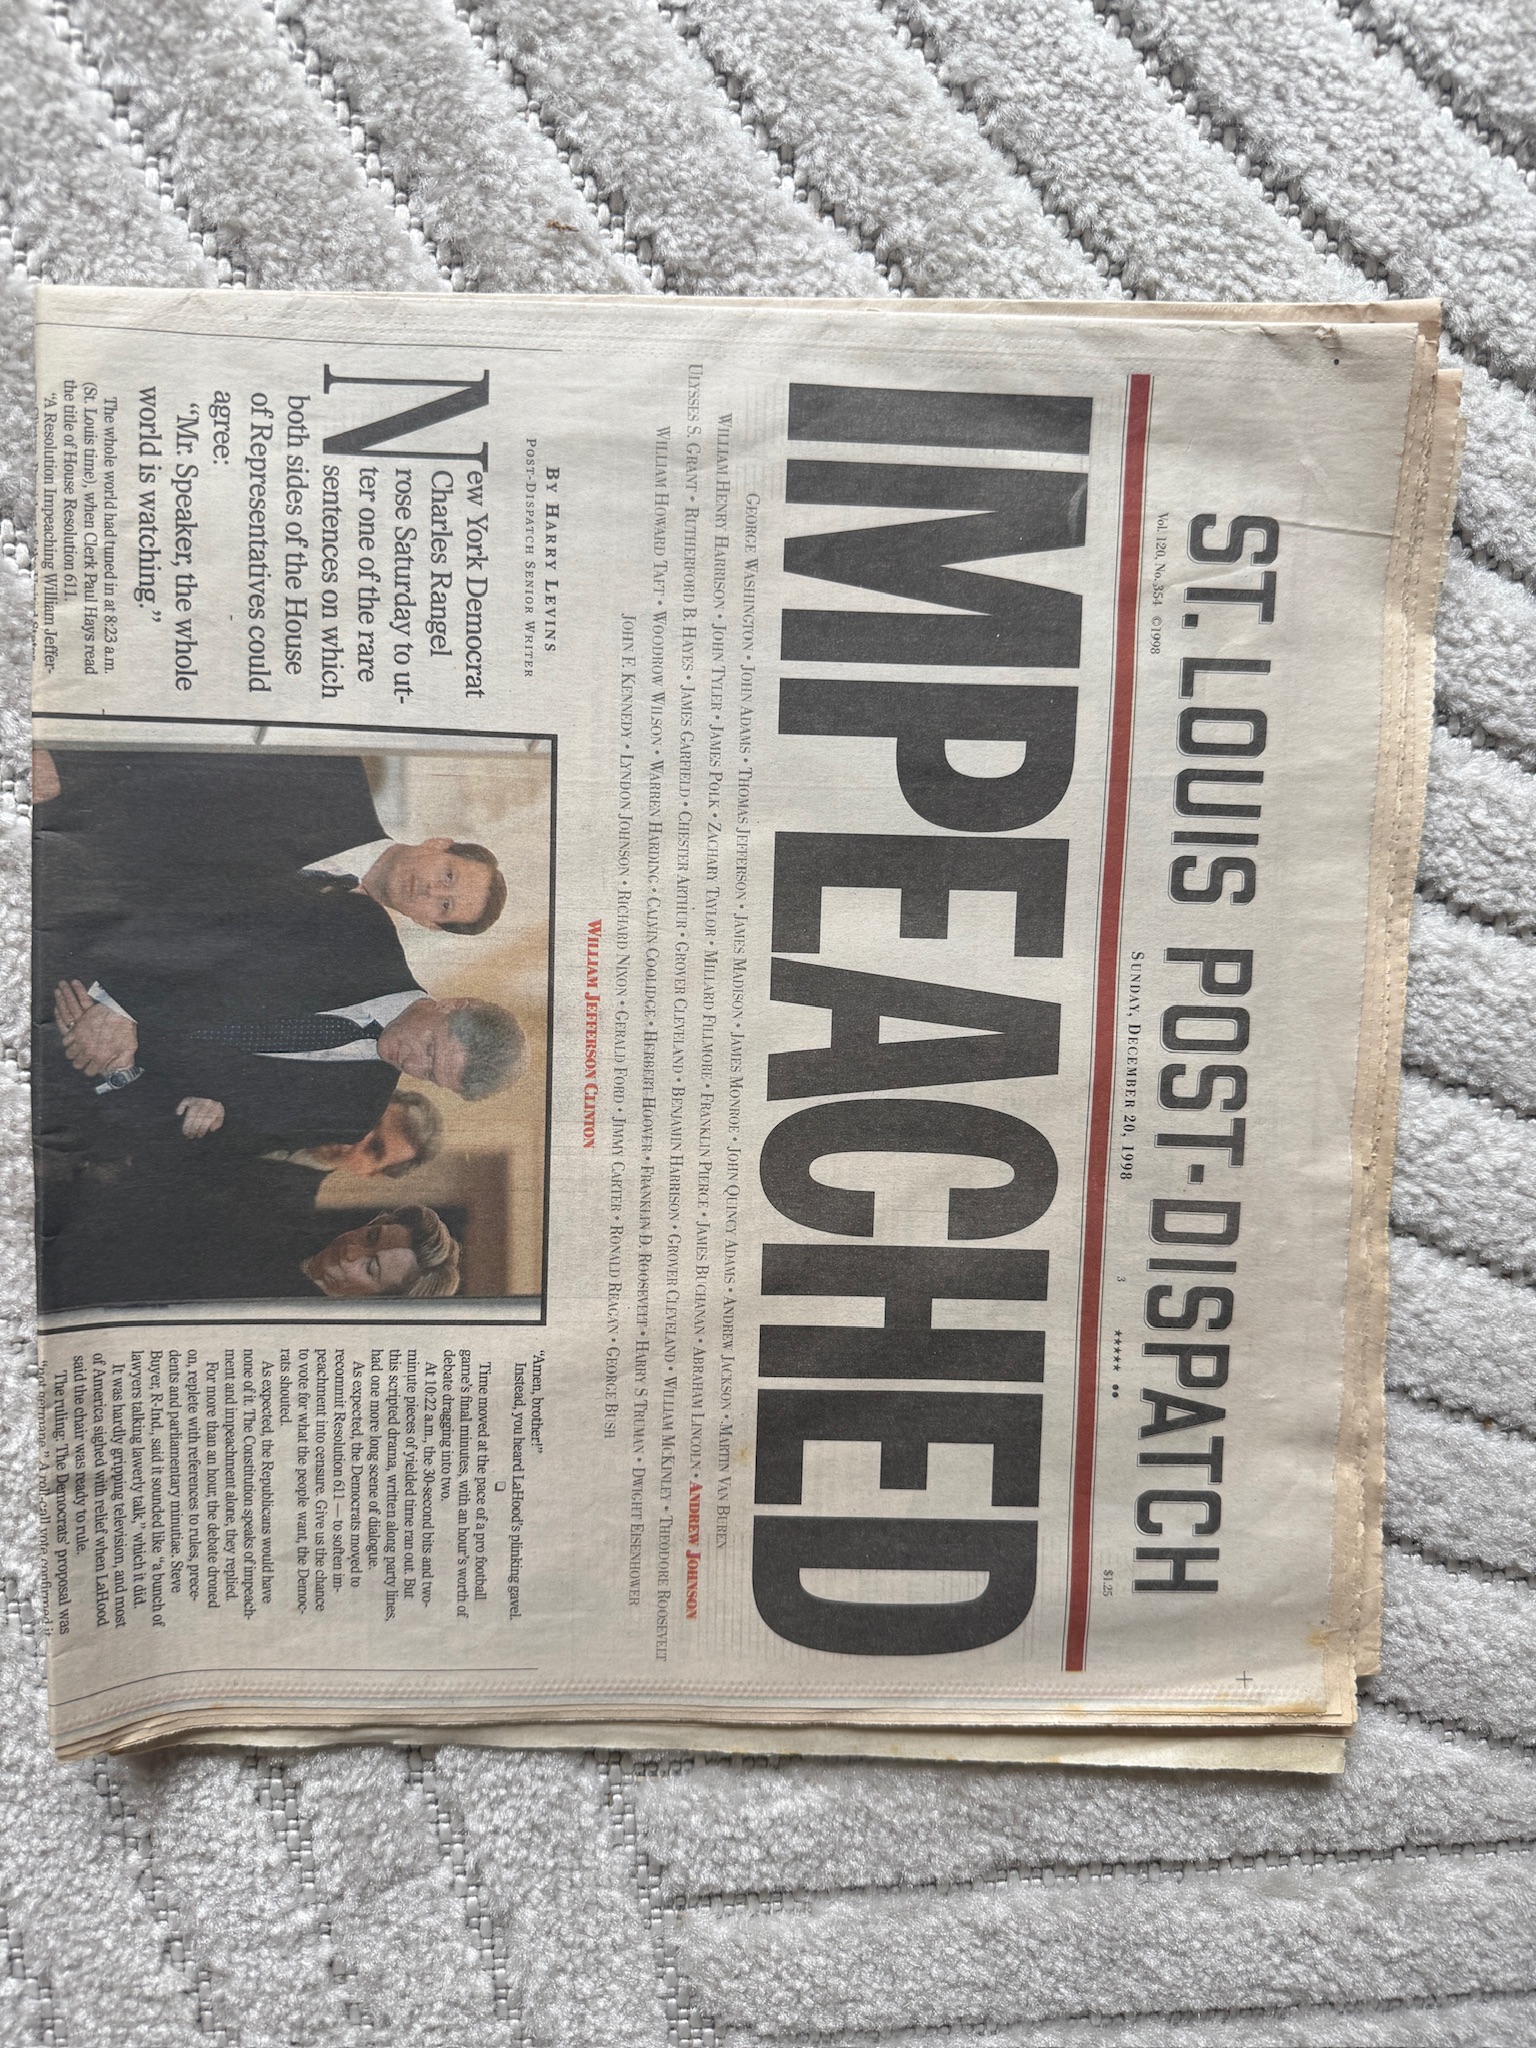 ST. LOUIS POST-DISPATCH
Vol. 120, No. 354 ©1998
SUNDAY, DECEMBER 20, 1998
3 ★★★★★ ●●
$1.25
IMPEACHED
GEORGE WASHINGTON • JOHN ADAMS • THOMAS JEFFERSON • JAMES MADISON • JAMES MONROE • JOHN QUINCY ADAMS • ANDREW JACKSON • MARTIN VAN BUREN
WILLIAM HENRY HARRISON • JOHN TYLER • JAMES POLK • ZACHARY TAYLOR • MILLARD FILLMORE • FRANKLIN PIERCE • JAMES BUCHANAN • ABRAHAM LINCOLN • ANDREW JOHNSON
ULYSSES S. GRANT • RUTHERFORD B. HAYES • JAMES GARFIELD • CHESTER ARTHUR • GROVER CLEVELAND • BENJAMIN HARRISON • GROVER CLEVELAND • WILLIAM MCKINLEY • THEODORE ROOSEVELT
WILLIAM HOWARD TAFT • WOODROW WILSON • WARREN HARDING • CALVIN COOLIDGE • HERBERT HOOVER • FRANKLIN D. ROOSEVELT • HARRY S TRUMAN • DWIGHT EISENHOWER
JOHN F. KENNEDY • LYNDON JOHNSON • RICHARD NIXON • GERALD FORD • JIMMY CARTER • RONALD REAGAN • GEORGE BUSH
WILLIAM JEFFERSON CLINTON
BY HARRY LEVINS
POST-DISPATCH SENIOR WRITER
New York Democrat
Charles Rangel
rose Saturday to ut-
ter one of the rare
sentences on which
both sides of the House
of Representatives could
agree:
“Mr. Speaker, the whole
world is watching.”
The whole world had tuned in at 8:23 a.m.
(St. Louis time), when Clerk Paul Hays read
the title of House Resolution 611.
“A Resolution Impeaching William Jeffer-
“Amen, brother!”
Instead, you heard LaHood’s plinking gavel.
Time moved at the pace of a pro football
game’s final minutes, with an hour’s worth of
debate dragging into two.
At 10:22 a.m., the 30-second bits and two-
minute pieces of yielded time ran out. But
this scripted drama, written along party lines,
had one more long scene of dialogue.
As expected, the Democrats moved to
recommit Resolution 611 — to soften im-
peachment into censure. Give us the chance
to vote for what the people want, the Democ-
rats shouted.
As expected, the Republicans would have
none of it. The Constitution speaks of impeach-
ment and impeachment alone, they replied.
For more than an hour, the debate droned
on, replete with references to rules, prece-
dents and parliamentary minutiae. Steve
Buyer, R-Ind., said it sounded like “a bunch of
lawyers talking lawyerly talk,” which it did.
It was hardly gripping television, and most
of America sighed with relief when LaHood
said the chair was ready to rule.
The ruling: The Democrats’ proposal was
“not germane.” A roll-call vote confirmed it